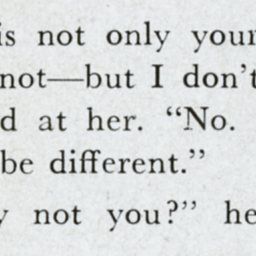 is not only your
not—but I don't
d at her. “No.
be different.”
y not you?” he